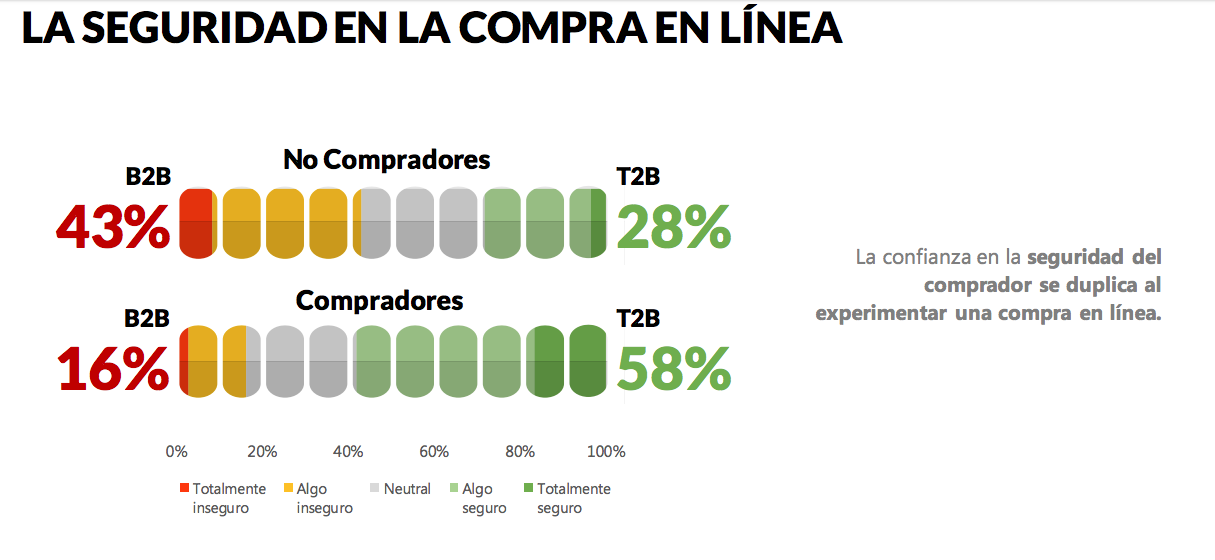 LA SEGURIDAD EN LA COMPRA EN LÍNEA
No Compradores
B2B
T2B
43%
28%
Compradores
B2B
T2B
16%
58%
La confianza en la seguridad del
comprador se duplica al
experimentar una compra en línea.
0% 20% 40% 60% 80% 100%
Totalmente inseguro
Algo inseguro
Neutral
Algo seguro
Totalmente seguro